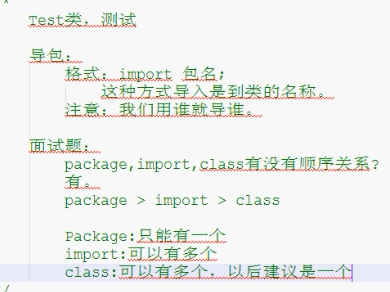 *
Test类, 测试
导包:
格式: import 包名;
这种方式导入是到类的名称。
注意: 我们用谁就导谁。
面试题:
package,import,class有没有顺序关系?
有。
package > import > class
Package:只能有一个
import:可以有多个
class:可以有多个, 以后建议是一个
/